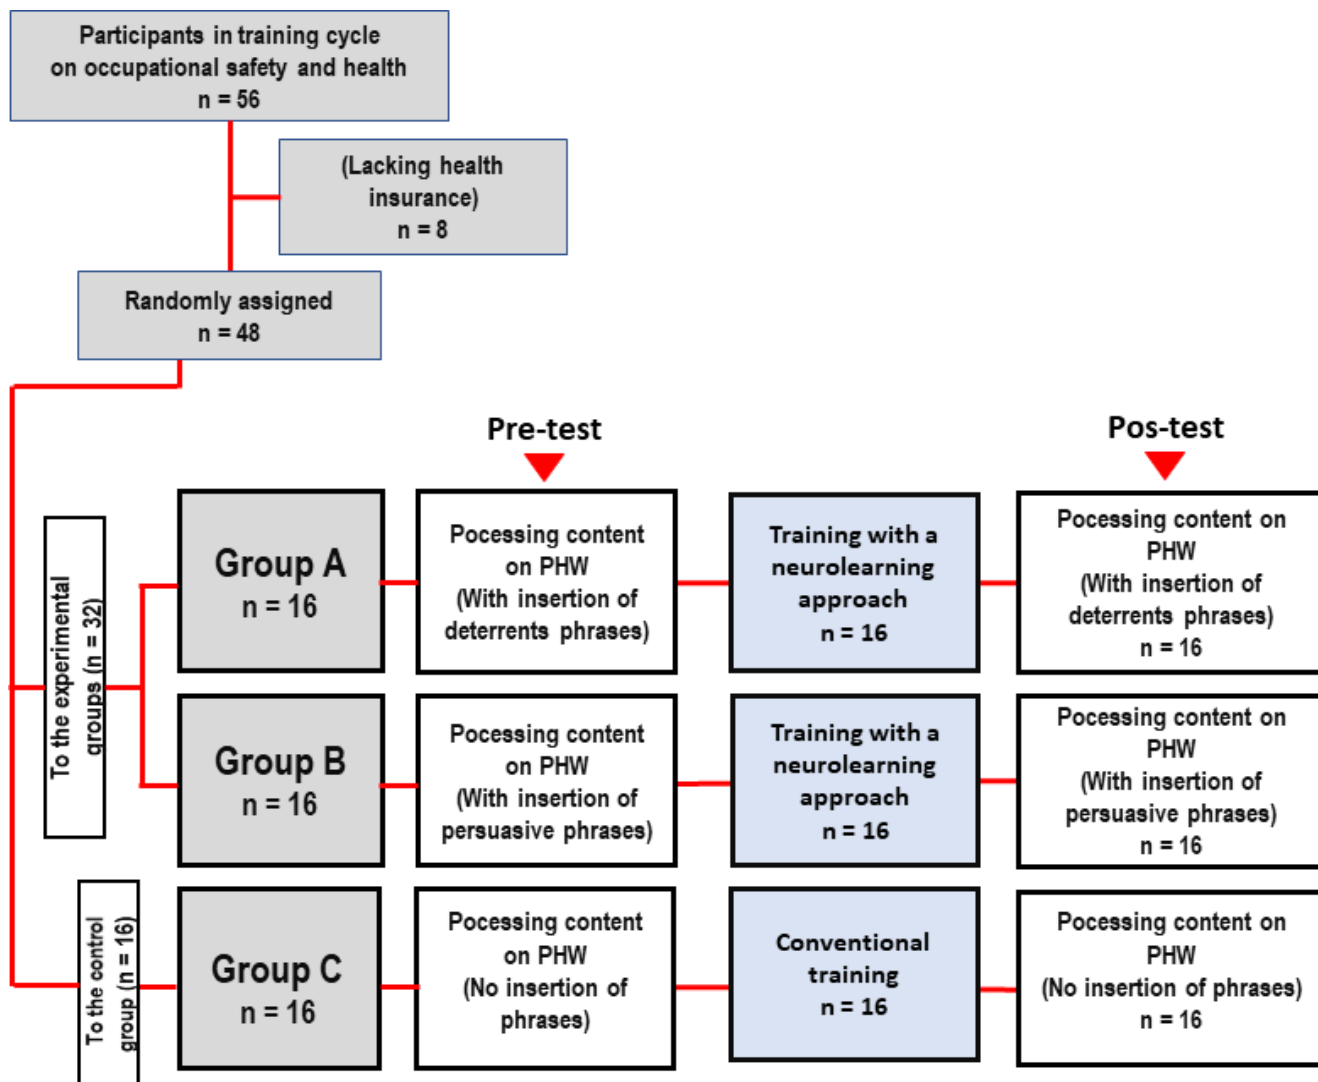 Participants in training cycle
on occupational safety and health
n = 56
(Lacking health
insurance)
n = 8
Randomly assigned
n = 48
Pre-test
Pos-test
To the experimental
groups (n = 32)
Group A
n = 16
Pocessing content
on PHW
(With insertion of
deterrents phrases)
Training with a
neurolearning
approach
n = 16
Pocessing content on
PHW
(With insertion of
deterrents phrases)
n = 16
Group B
n = 16
Pocessing content
on PHW
(With insertion of
persuasive phrases)
Training with a
neurolearning
approach
n = 16
Pocessing content on
PHW
(With insertion of
persuasive phrases)
n = 16
To the control
group (n = 16)
Group C
n = 16
Pocessing content
on PHW
(No insertion of
phrases)
Conventional
training
n = 16
Pocessing content on
PHW
(No insertion of phrases)
n = 16